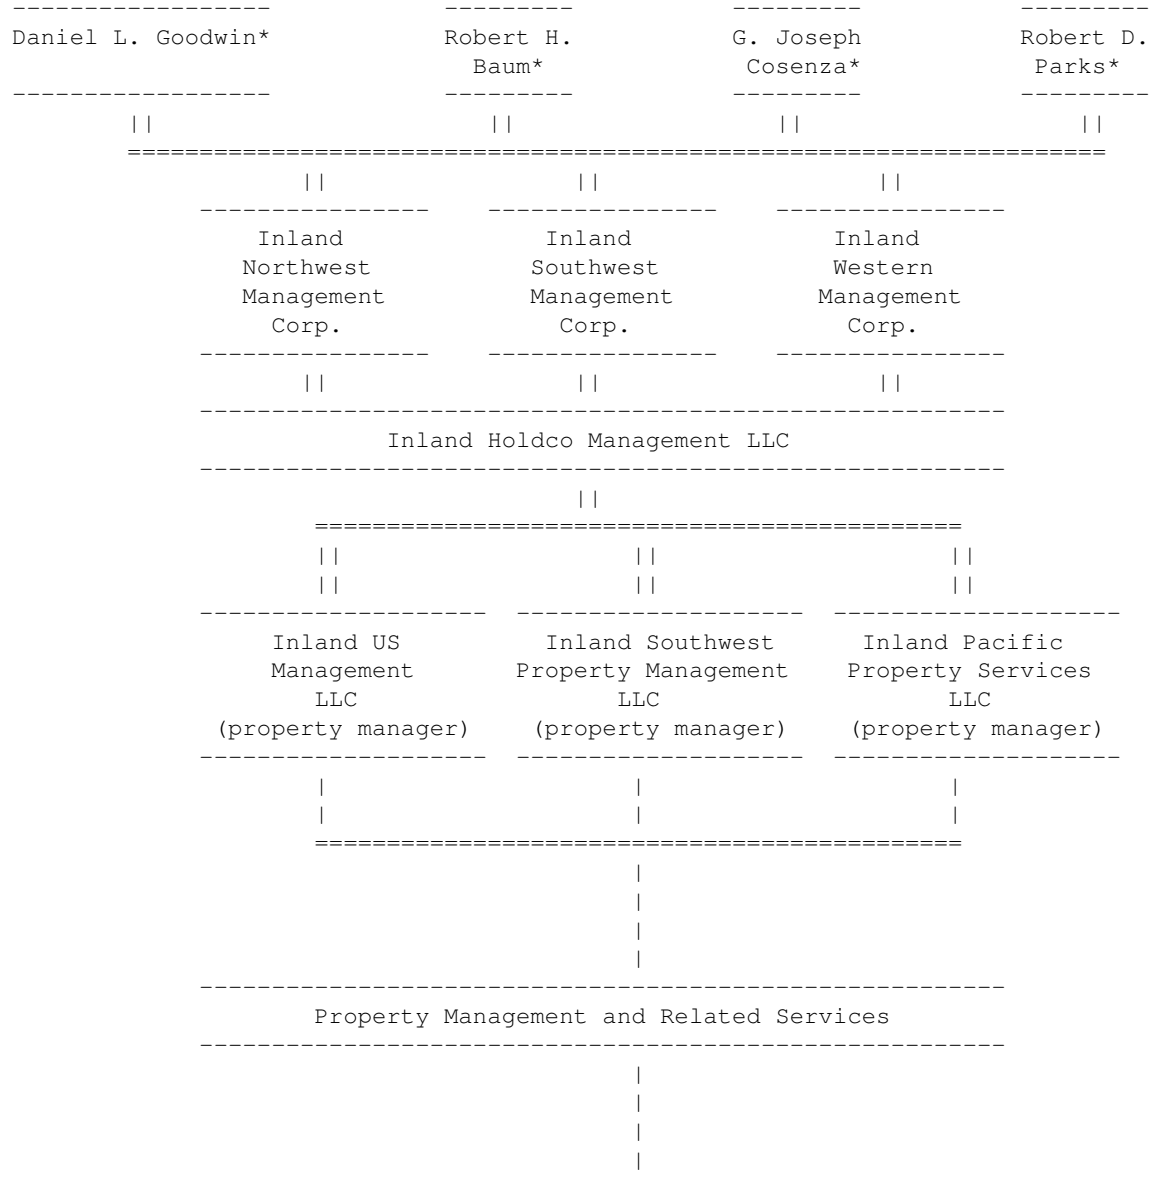 Daniel L. Goodwin* Robert H. G. Joseph Robert D.
Baum* Cosenza* Parks*
Inland Inland Inland
Northwest Southwest Western
Management Management Management
Corp. Corp. Corp.
Inland Holdco Management LLC
Inland US Inland Southwest Inland Pacific
Management Property Management Property Services
LLC LLC LLC
(property manager) (property manager) (property manager)
Property Management and Related Services